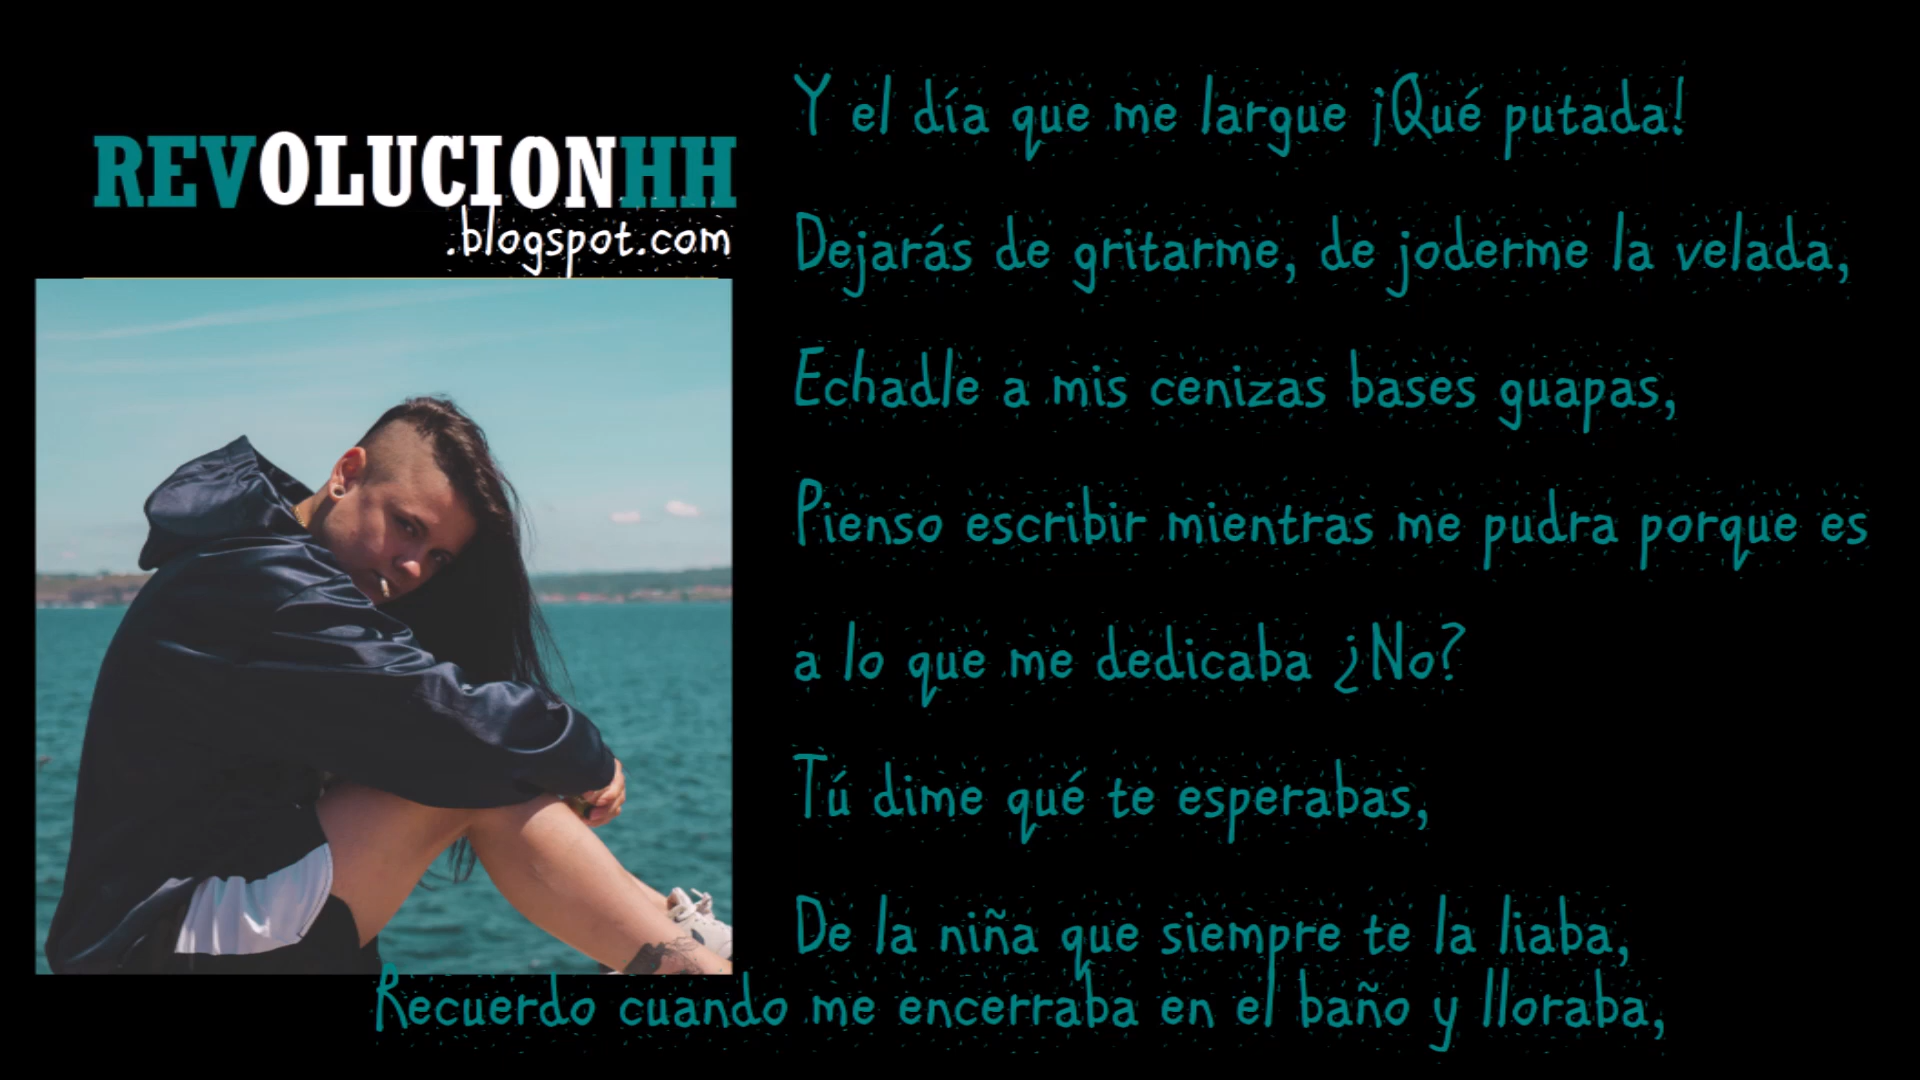 REVOLUCIONHH
.blogspot.com
Y el día que me largue ¡Qué putada!
Dejarás de gritarme, de joderme la velada,
Echadle a mis cenizas bases guapas,
Pienso escribir mientras me pudra porque es
a lo que me dedicaba ¿No?
Tú dime qué te esperabas,
De la niña que siempre te la liaba,
Recuerdo cuando me encerraba en el baño y lloraba,